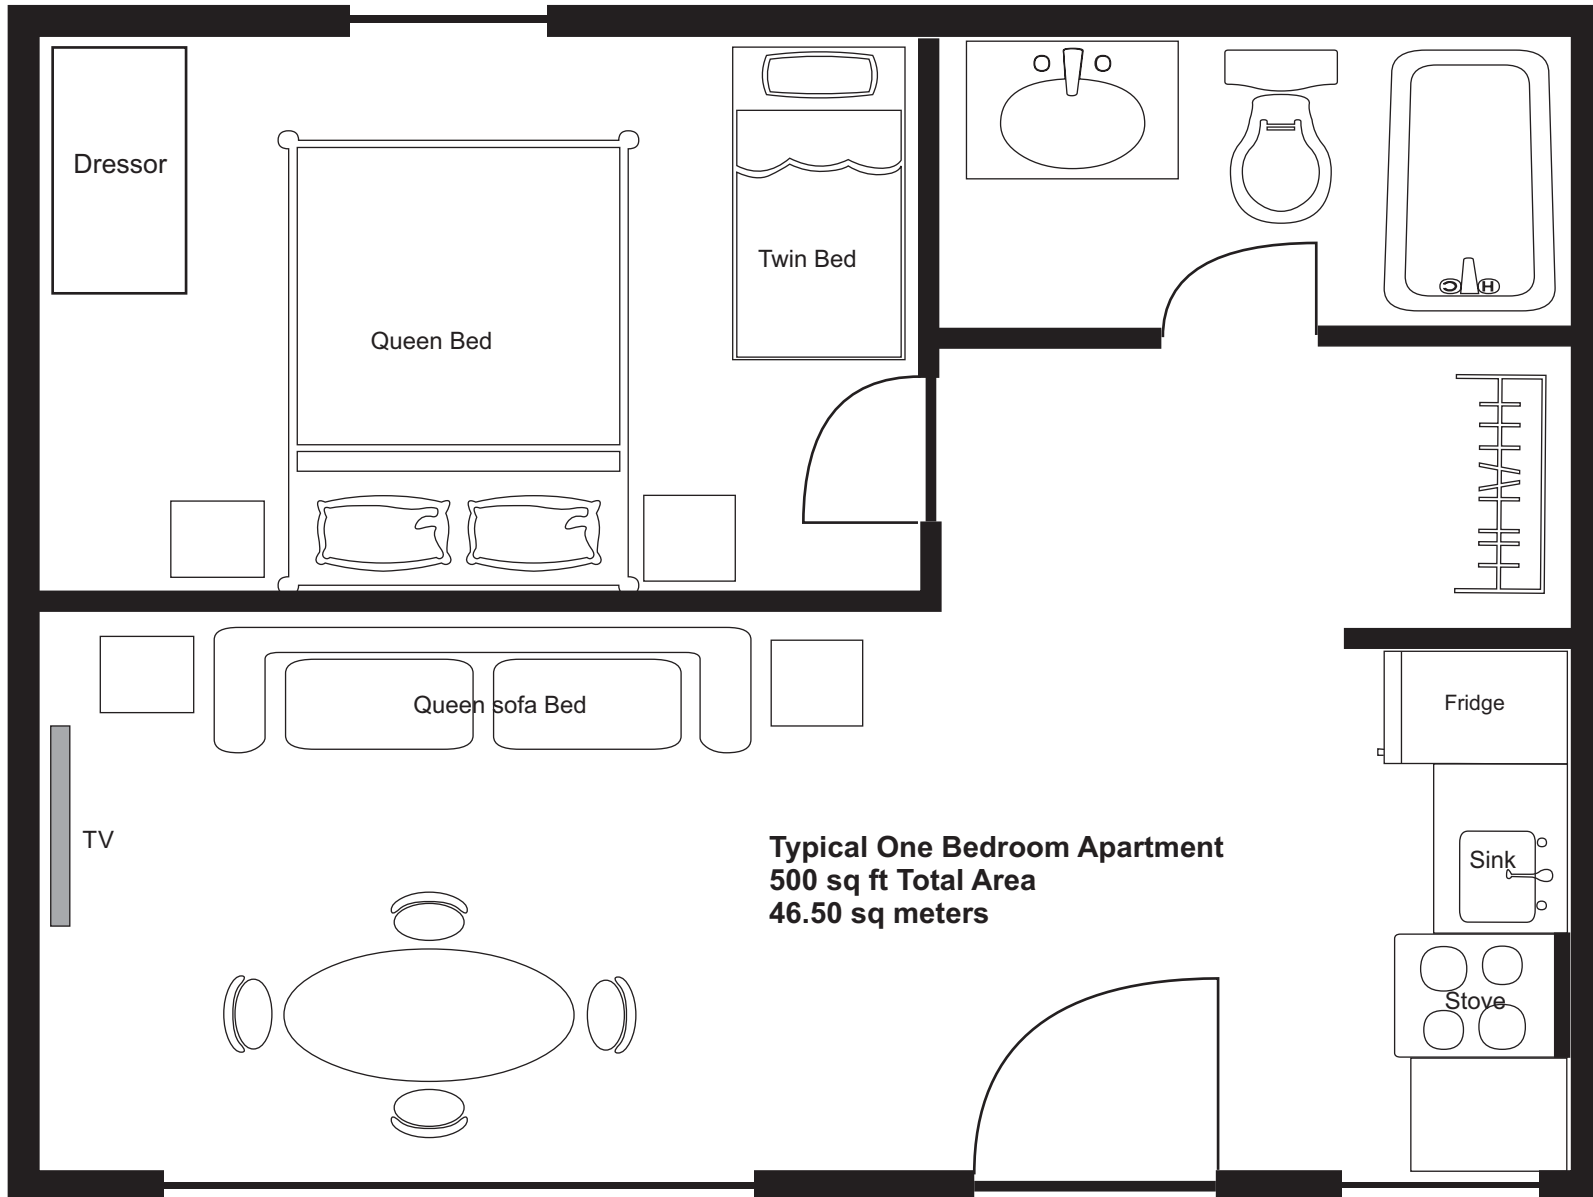 Dressor
Twin Bed
Queen Bed
C H
Queen sofa Bed
Fridge
TV
Typical One Bedroom Apartment
500 sq ft Total Area
46.50 sq meters
Sink
Stove